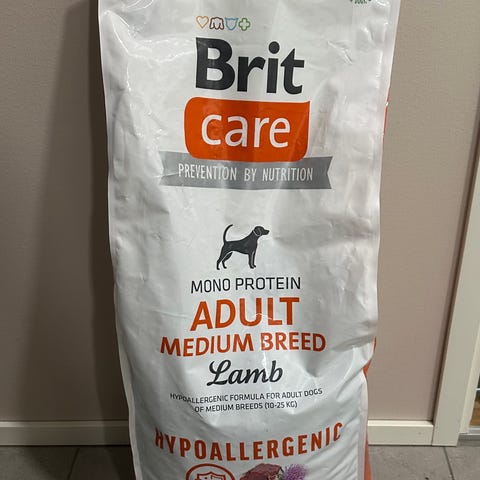 Brit
care
PREVENTION BY NUTRITION
MONO PROTEIN
ADULT
MEDIUM BREED
Lamb
HYPOALLERGENIC FORMULA FOR ADULT DOGS
OF MEDIUM BREEDS (10-25 KG)
HYPOALLERGENIC